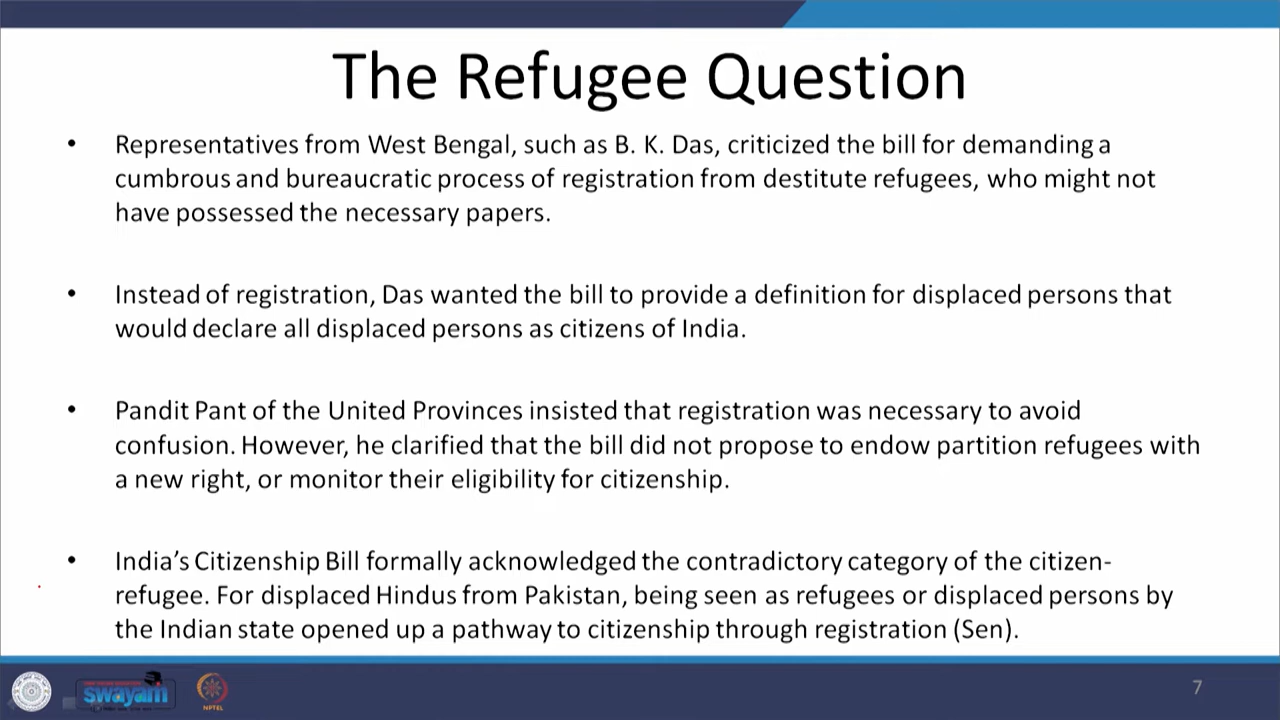 The Refugee Question
• Representatives from West Bengal, such as B. K. Das, criticized the bill for demanding a
cumbrous and bureaucratic process of registration from destitute refugees, who might not
have possessed the necessary papers.
• Instead of registration, Das wanted the bill to provide a definition for displaced persons that
would declare all displaced persons as citizens of India.
• Pandit Pant of the United Provinces insisted that registration was necessary to avoid
confusion. However, he clarified that the bill did not propose to endow partition refugees with
a new right, or monitor their eligibility for citizenship.
• India’s Citizenship Bill formally acknowledged the contradictory category of the citizen-
refugee. For displaced Hindus from Pakistan, being seen as refugees or displaced persons by
the Indian state opened up a pathway to citizenship through registration (Sen).
swayam
NPTEL
7